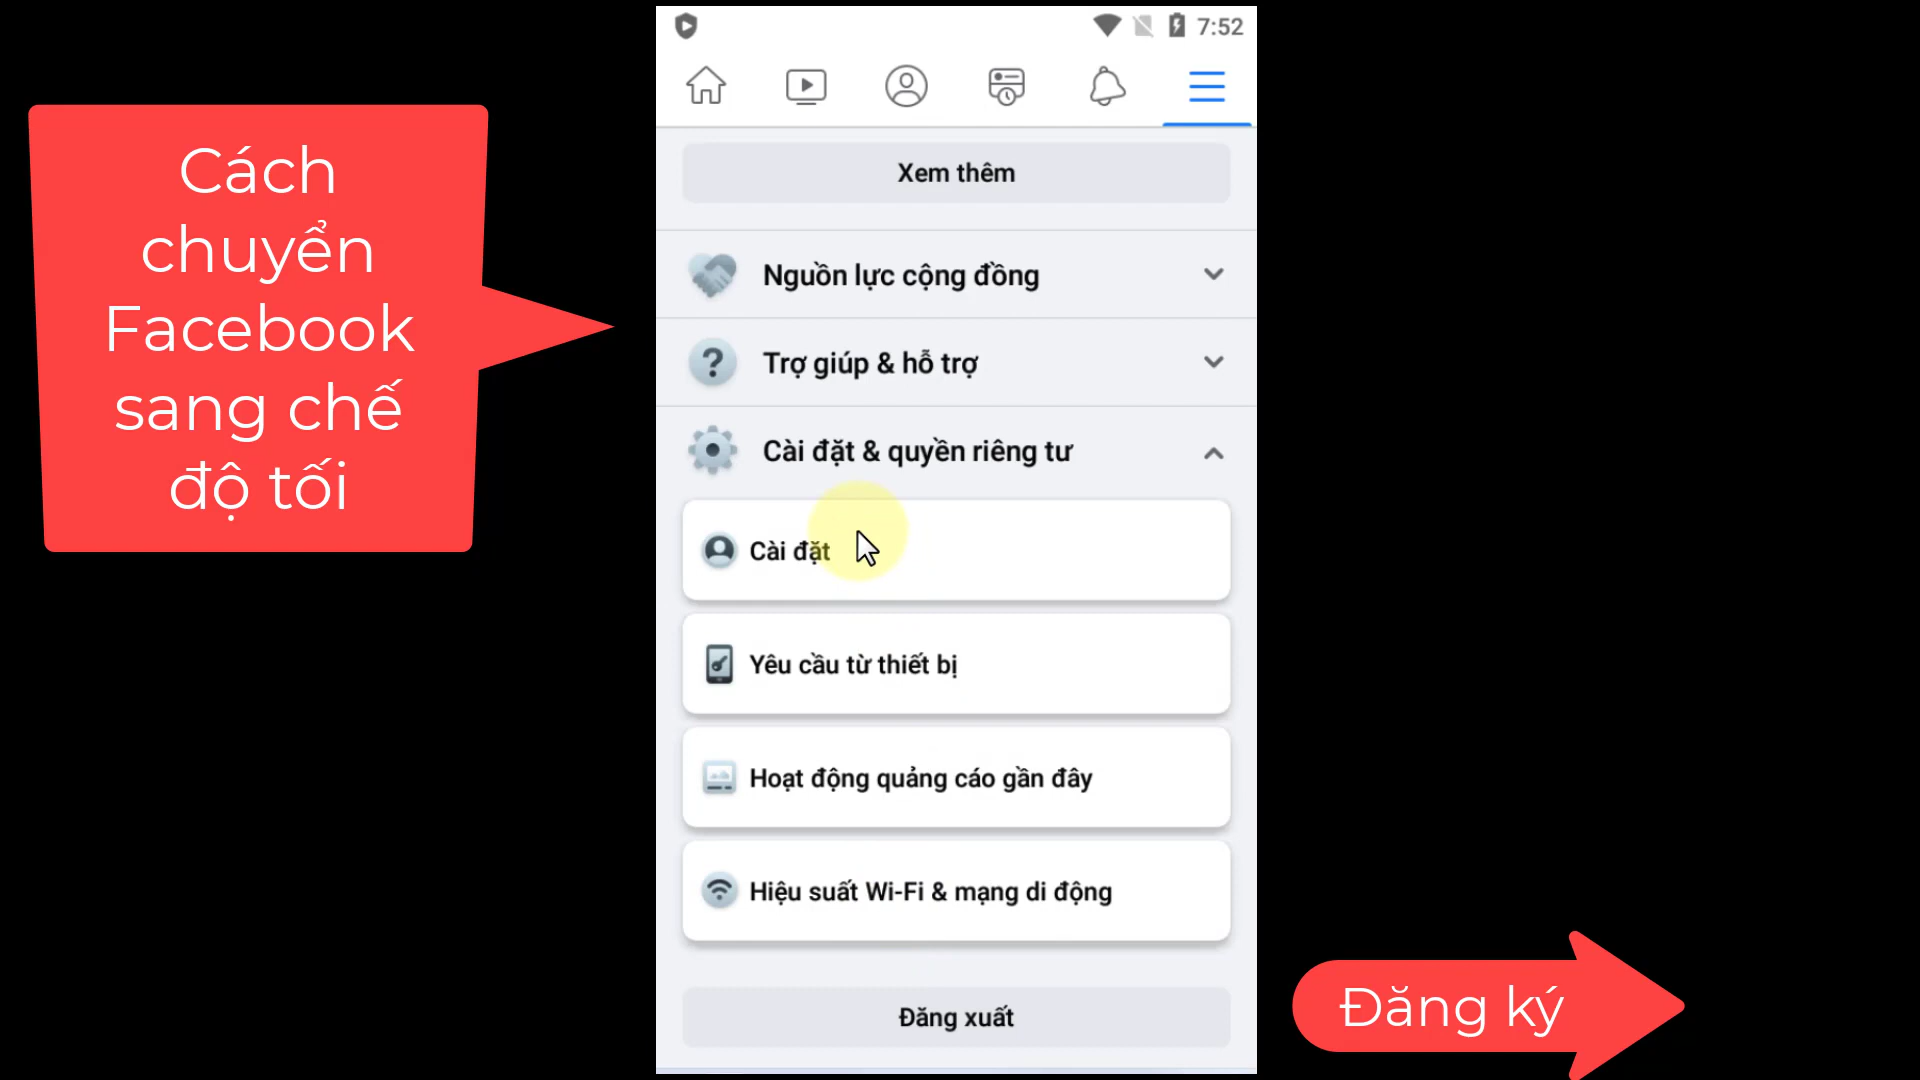 7:52
Cách
chuyển
Facebook
sang chế
độ tối
Xem thêm
Nguồn lực cộng đồng
Trợ giúp & hỗ trợ
Cài đặt & quyền riêng tư
Cài đặt
Yêu cầu từ thiết bị
Hoạt động quảng cáo gần đây
Hiệu suất Wi-Fi & mạng di động
Đăng xuất
Đăng ký